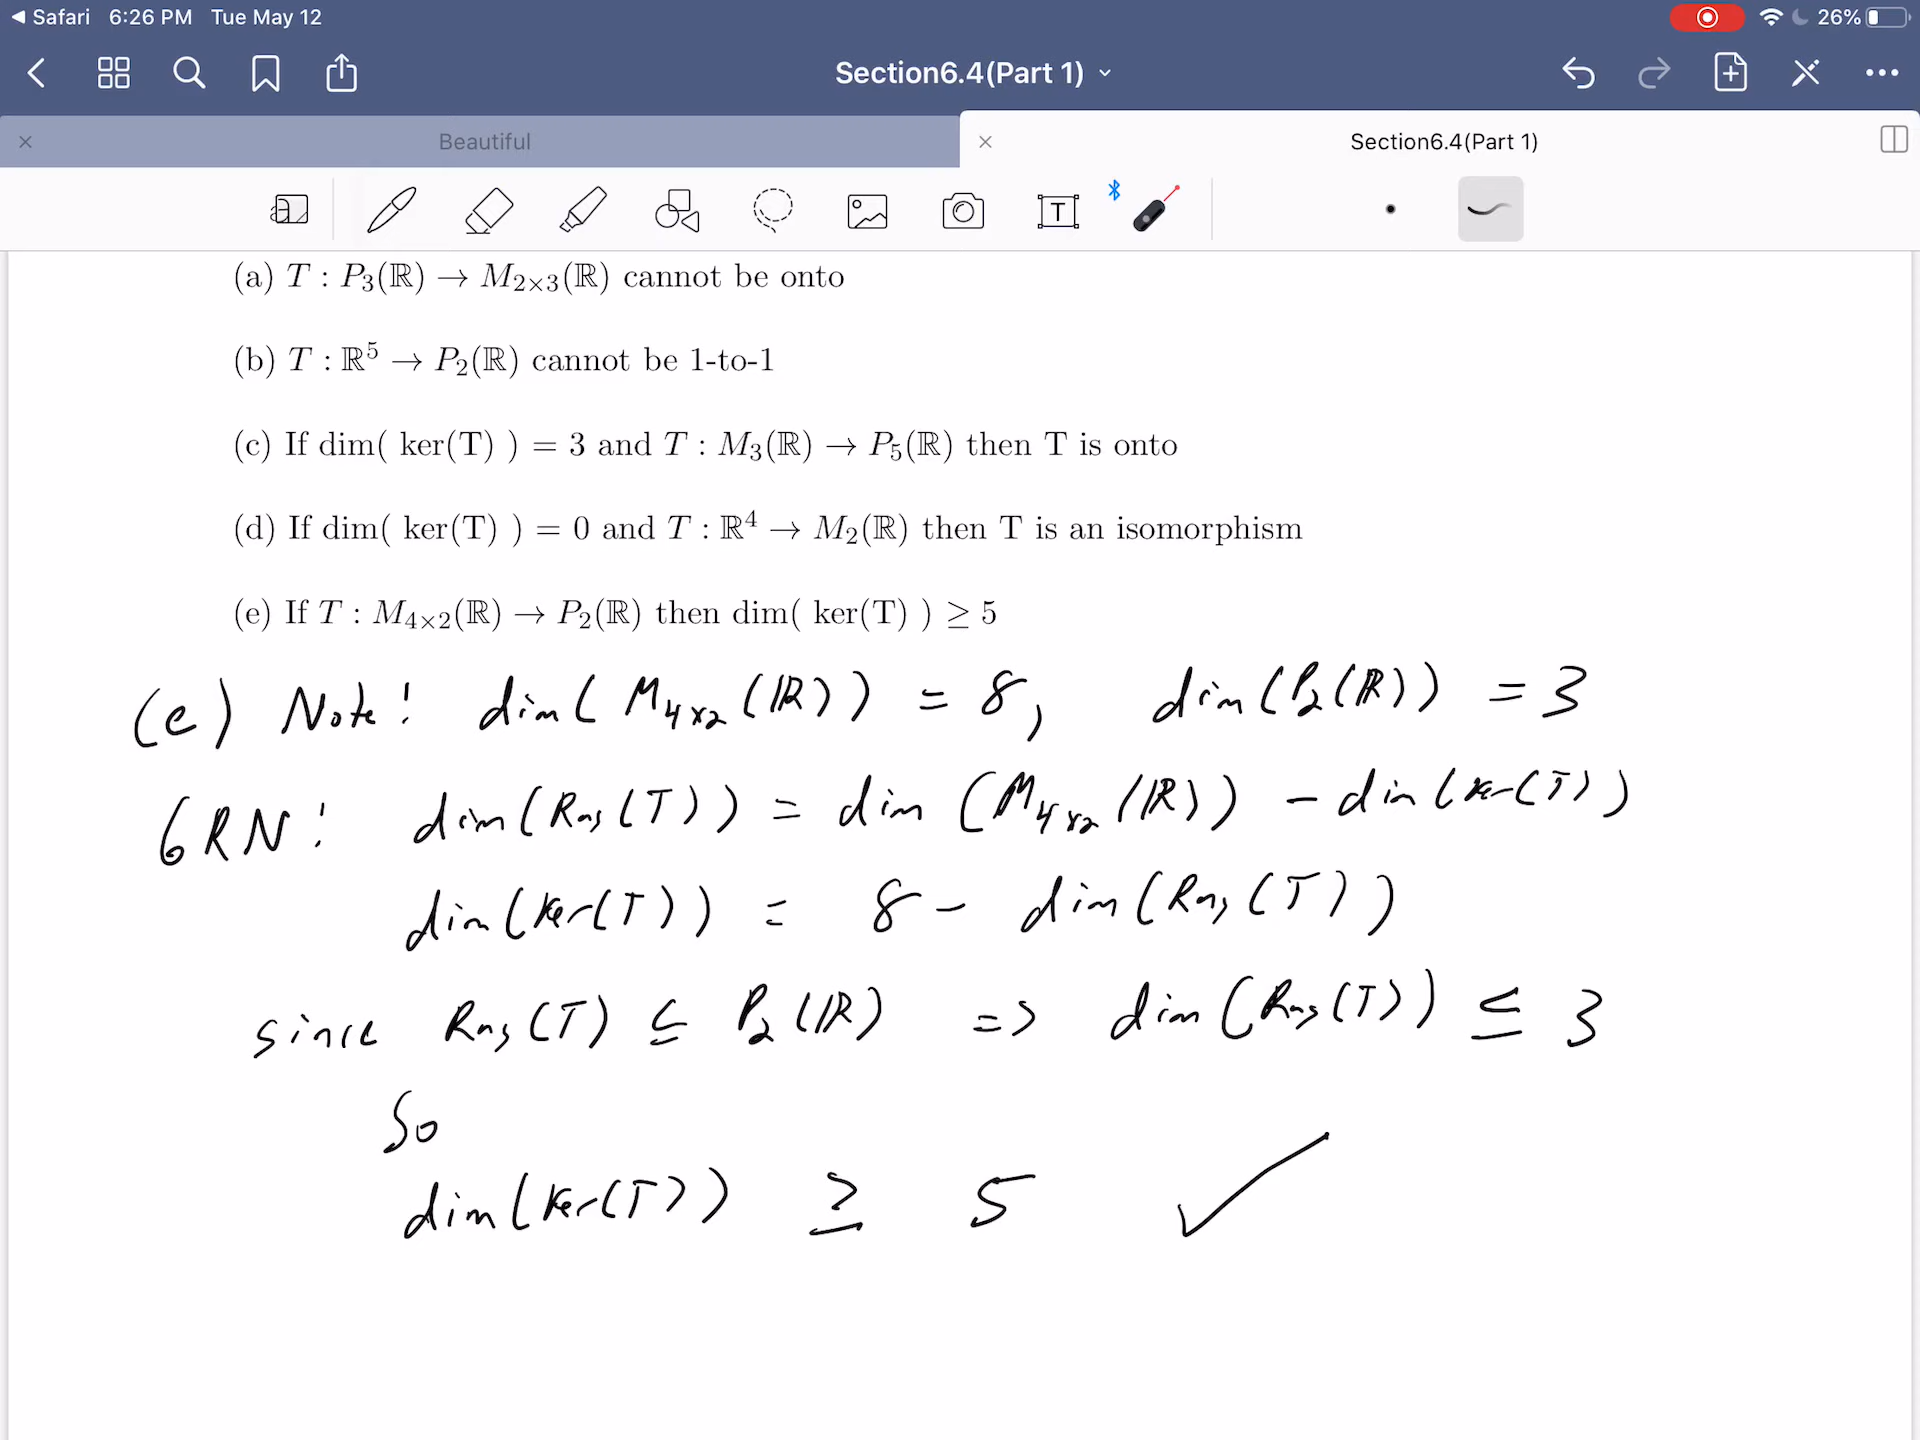 Safari 6:26 PM Tue May 12 26%
Section6.4(Part 1)
Beautiful Section6.4(Part 1)
(a) T : P₃(ℝ) → M₂ₓ₃(ℝ) cannot be onto
(b) T : ℝ⁵ → P₂(ℝ) cannot be 1-to-1
(c) If dim( ker(T) ) = 3 and T : M₃(ℝ) → P₅(ℝ) then T is onto
(d) If dim( ker(T) ) = 0 and T : ℝ⁴ → M₂(ℝ) then T is an isomorphism
(e) If T : M₄ₓ₂(ℝ) → P₂(ℝ) then dim( ker(T) ) ≥ 5
(e) Note: dim(M₄ₓ₂(ℝ)) = 8, dim(P₂(ℝ)) = 3
GRN: dim(Rng(T)) = dim(M₄ₓ₂(ℝ)) - dim(ker(T))
dim(ker(T)) = 8 - dim(Rng(T))
since Rng(T) ⊆ P₂(ℝ) => dim(Rng(T)) ≤ 3
So
dim(ker(T)) ≥ 5 ✓